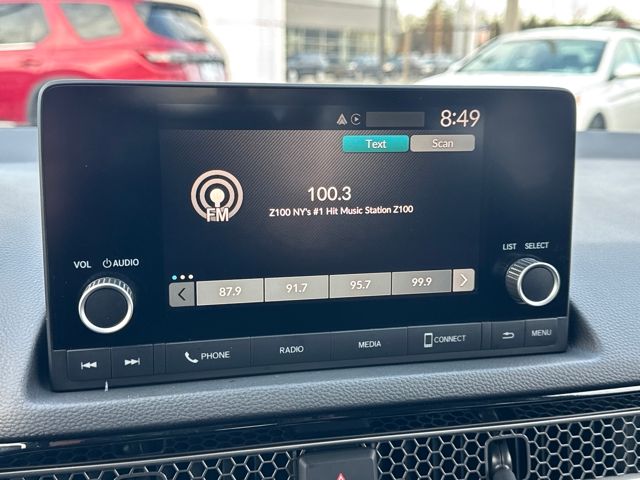 8:49
Text Scan
100.3
Z100 NY's #1 Hit Music Station Z100
FM
VOL AUDIO
LIST SELECT
87.9 91.7 95.7 99.9
PHONE RADIO MEDIA CONNECT MENU